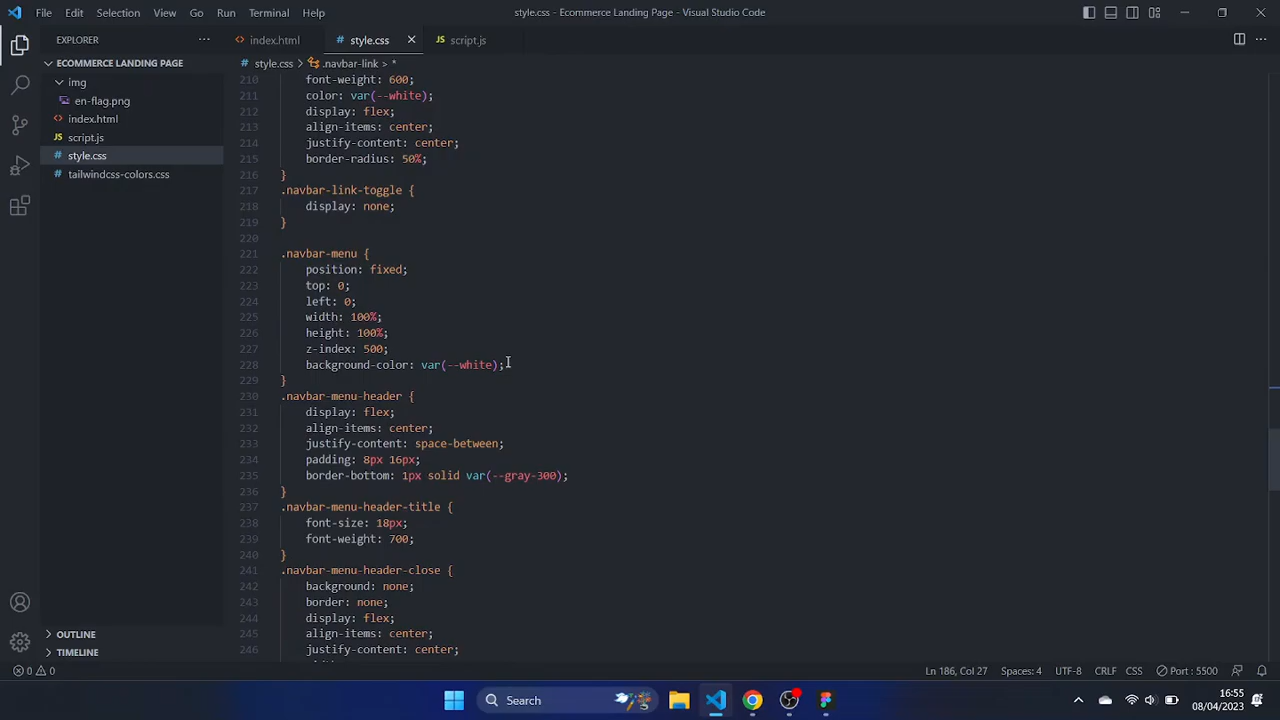 File Edit Selection View Go Run Terminal Help
style.css - Ecommerce Landing Page - Visual Studio Code
EXPLORER
index.html
style.css
script.js
ECOMMERCE LANDING PAGE
style.css > .navbar-link > *
img
en-flag.png
index.html
script.js
style.css
tailwindcss-colors.css
210 font-weight: 600;
211 color: var(--white);
212 display: flex;
213 align-items: center;
214 justify-content: center;
215 border-radius: 50%;
216 }
217 .navbar-link-toggle {
218 display: none;
219 }
220
221 .navbar-menu {
222 position: fixed;
223 top: 0;
224 left: 0;
225 width: 100%;
226 height: 100%;
227 z-index: 500;
228 background-color: var(--white);
229 }
230 .navbar-menu-header {
231 display: flex;
232 align-items: center;
233 justify-content: space-between;
234 padding: 8px 16px;
235 border-bottom: 1px solid var(--gray-300);
236 }
237 .navbar-menu-header-title {
238 font-size: 18px;
239 font-weight: 700;
240 }
241 .navbar-menu-header-close {
242 background: none;
243 border: none;
244 display: flex;
245 align-items: center;
246 justify-content: center;
OUTLINE
TIMELINE
0 0
Ln 186, Col 27 Spaces: 4 UTF-8 CRLF CSS Port : 5500
Search
16:55
08/04/2023